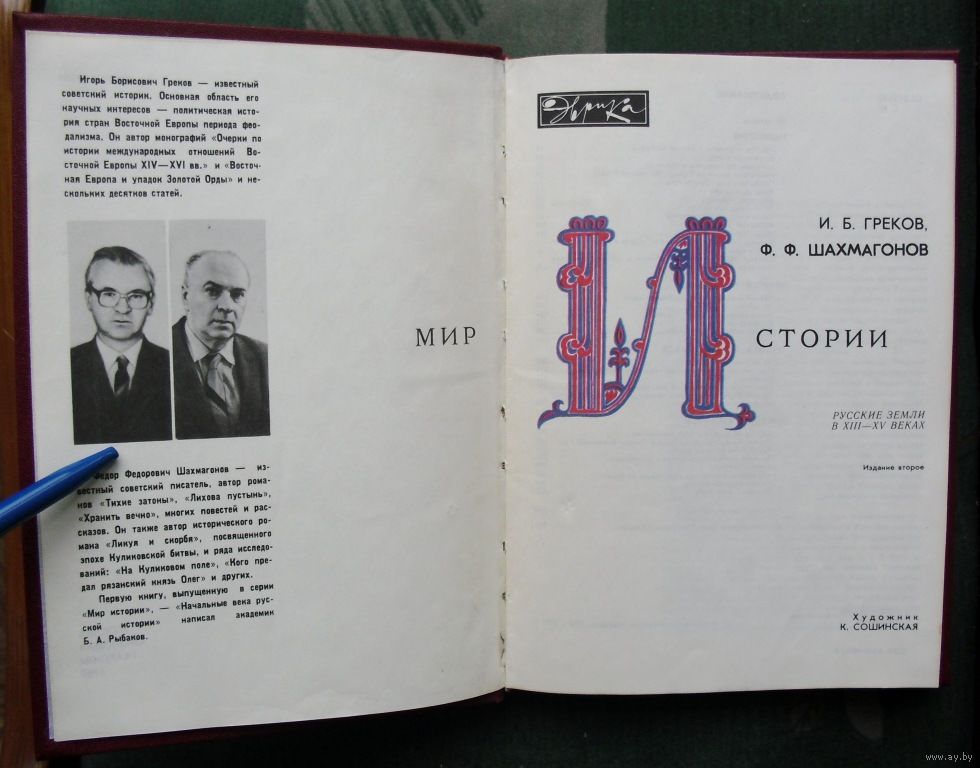 Игорь Борисович Греков — известный
советский историк. Основная область его
научных интересов — политическая исто-
рия стран Восточной Европы периода фео-
дализма. Он автор монографий «Очерки по
истории международных отношений Во-
сточной Европы XIV—XVI вв.» и «Восточ-
ная Европа и упадок Золотой Орды» и не-
скольких десятков статей.
Федор Федорович Шахмагонов — из-
вестный советский писатель, автор рома-
нов «Тихие затоны», «Лихова пустынь»,
«Хранить вечно», многих повестей и рас-
сказов. Он также автор исторического ро-
мана «Ликуя и скорбя», посвященного
эпохе Куликовской битвы, и ряда исследо-
ваний: «На Куликовом поле», «Кого пре-
дал рязанский князь Олег» и других.
Первую книгу, выпущенную в серии
«Мир истории», — «Начальные века рус-
ской истории» написал академик
Б. А. Рыбаков.
Эврика
И. Б. ГРЕКОВ,
Ф. Ф. ШАХМАГОНОВ
МИР ИСТОРИИ
РУССКИЕ ЗЕМЛИ
В XIII—XV ВЕКАХ
Издание второе
Художник
К. СОШИНСКАЯ
www.ay.by